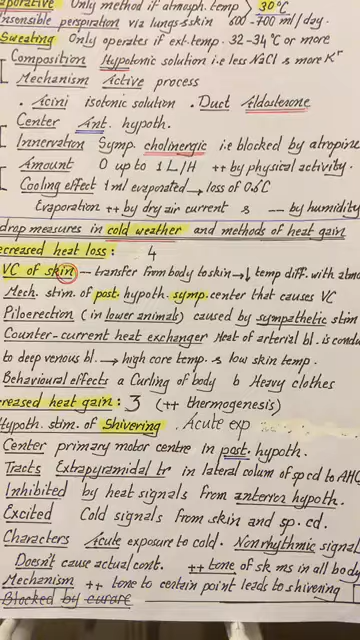 aporative Only method if atmosph. temp > 30°C
Insonsible perspiration via lungs & skin 600 - 700 ml/day.
Sweating Only operates if ext. temp. 32-34°C or more
Composition Hypotonic solution i.e less NaCl & more K+
Mechanism Active process
. Acini isotonic solution . Duct Aldosterone
Center Ant. hypoth.
Innervation Symp. cholinergic i.e blocked by atropine
Amount 0 up to 1 L/H ++ by physical activity.
Cooling effect 1 ml evaporated → loss of 0.6C
Evaporation ++ by dry air current & -- by humidity
drop measures in cold weather and methods of heat gain
ecreased heat loss: 4
VC of skin -- transfer from body to skin → ↓ temp diff. with atmo
Mech. stim. of post. hypoth. symp. center that causes VC
Piloerection (in lower animals) caused by sympathetic stim
Counter-current heat exchanger Heat of arterial bl. is conduc
to deep venous bl. → high core temp. & low skin temp.
Behavioural effects a Curling of body b Heavy clothes
creased heat gain: 3 (++ thermogenesis)
Hypoth. stim. of Shivering . Acute exp
Center primary motor centre in post. hypoth.
Tracts Extrapyramidal tr in lateral colum of sp cd to AHC
Inhibited by heat signals from anterior hypoth.
Excited Cold signals from skin and sp. cd.
Characters Acute exposure to cold. Nonrhythmic signals
Doesn't cause actual cont. ++ tone of sk ms in all body
Mechanism ++ tone to certain point leads to shivering
Blocked by curare